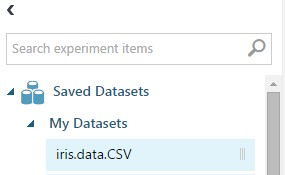 Search experiment items
Saved Datasets
My Datasets
iris.data.CSV